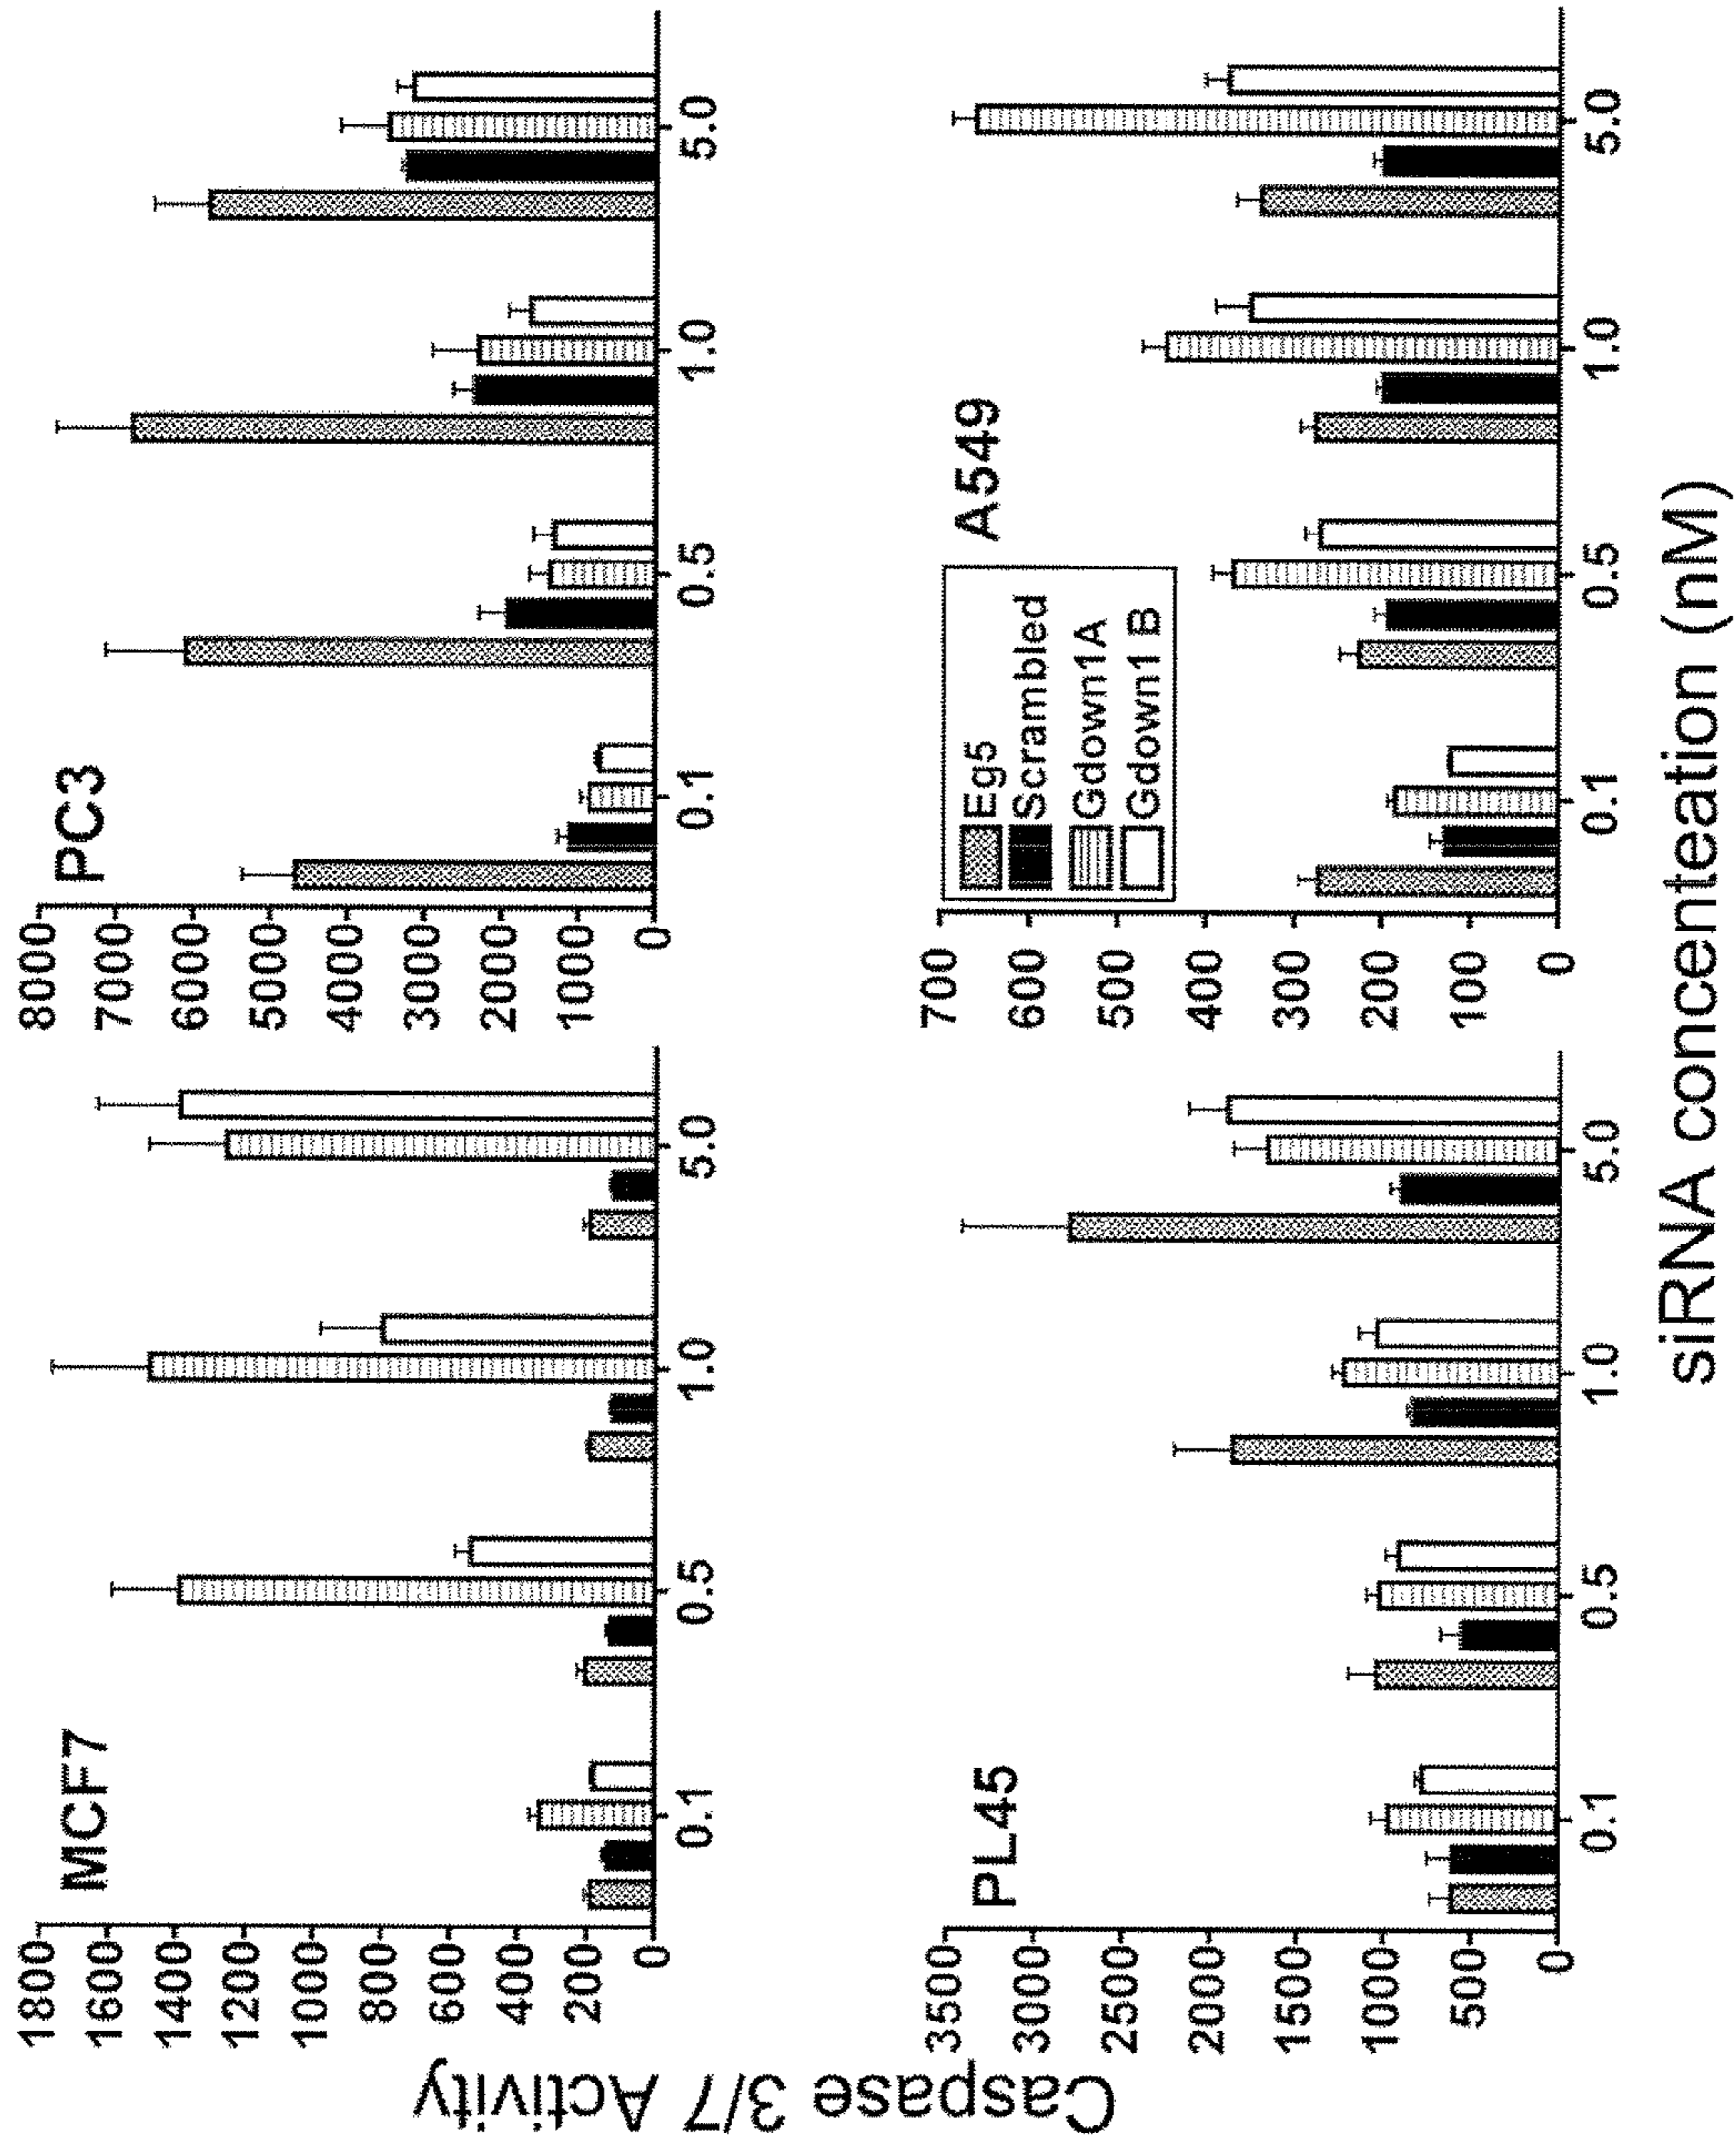 Caspase 3/7 Activity
MCF7
1800
1600
1400
1200
1000
800
600
400
200
0
0.1 0.5 1.0 5.0
PC3
8000
7000
6000
5000
4000
3000
2000
1000
0
0.1 0.5 1.0 5.0
PL45
3500
3000
2500
2000
1500
1000
500
0
0.1 0.5 1.0 5.0
A549
700
600
500
400
300
200
100
0
Eg5
Scrambled
Gdown1A
Gdown1 B
0.1 0.5 1.0 5.0
siRNA concenteation (nM)